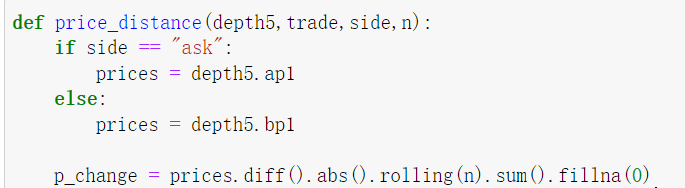 def price_distance(depth5,trade,side,n):
    if side == "ask":
        prices = depth5.ap1
    else:
        prices = depth5.bp1
    p_change = prices.diff().abs().rolling(n).sum().fillna(0)